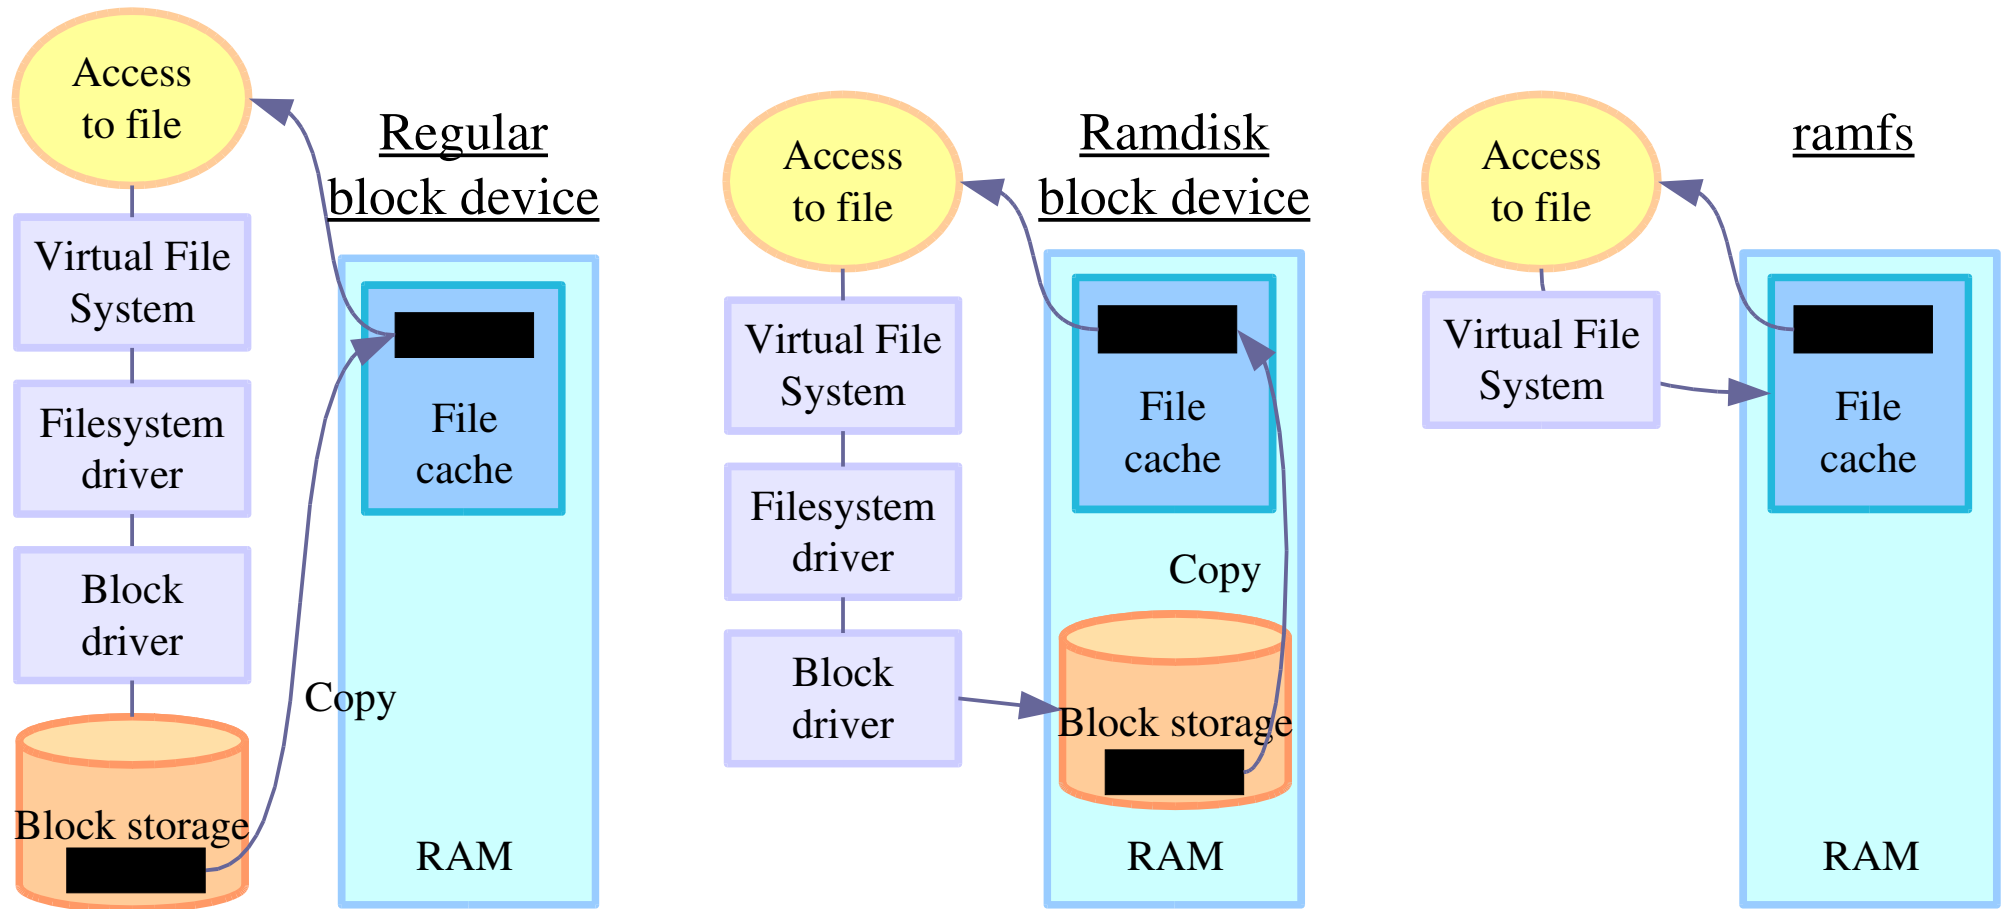 Access
to file
Regular
block device
Virtual File
System
Filesystem
driver
Block
driver
Block storage
Copy
File
cache
RAM
Access
to file
Ramdisk
block device
Virtual File
System
Filesystem
driver
Block
driver
File
cache
Copy
Block storage
RAM
Access
to file
ramfs
Virtual File
System
File
cache
RAM